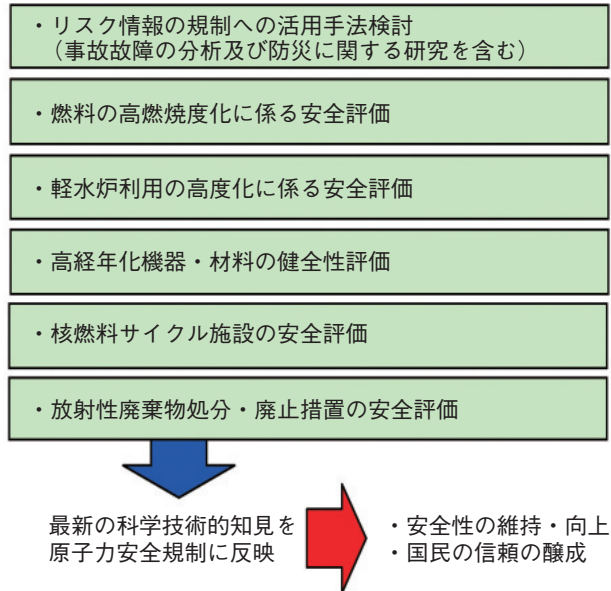 ・リスク情報の規制への活用手法検討
（事故故障の分析及び防災に関する研究を含む）
・燃料の高燃焼度化に係る安全評価
・軽水炉利用の高度化に係る安全評価
・高経年化機器・材料の健全性評価
・核燃料サイクル施設の安全評価
・放射性廃棄物処分・廃止措置の安全評価
最新の科学技術的知見を
原子力安全規制に反映
・安全性の維持・向上
・国民の信頼の醸成